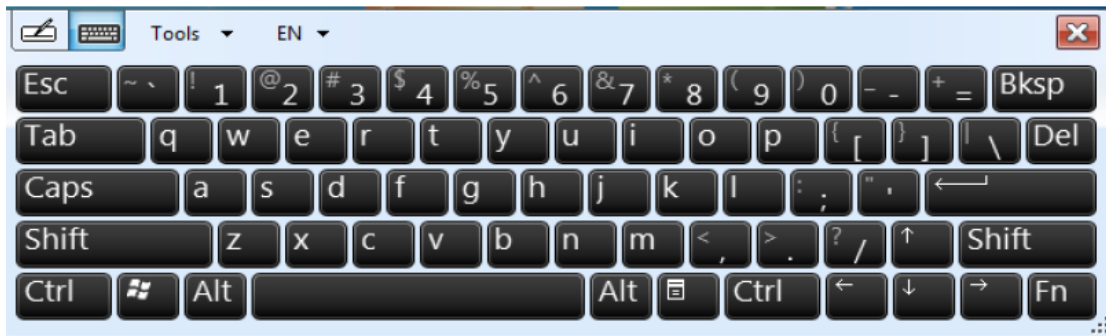 Tools EN
Esc ~ ` ! 1 @ 2 # 3 $ 4 % 5 ^ 6 & 7 * 8 ( 9 ) 0 _ - + = Bksp
Tab q w e r t y u i o p { [ } ] | \ Del
Caps a s d f g h j k l : ; " '
Shift z x c v b n m < , > . ? / ↑ Shift
Ctrl Alt Alt Ctrl ← ↓ → Fn